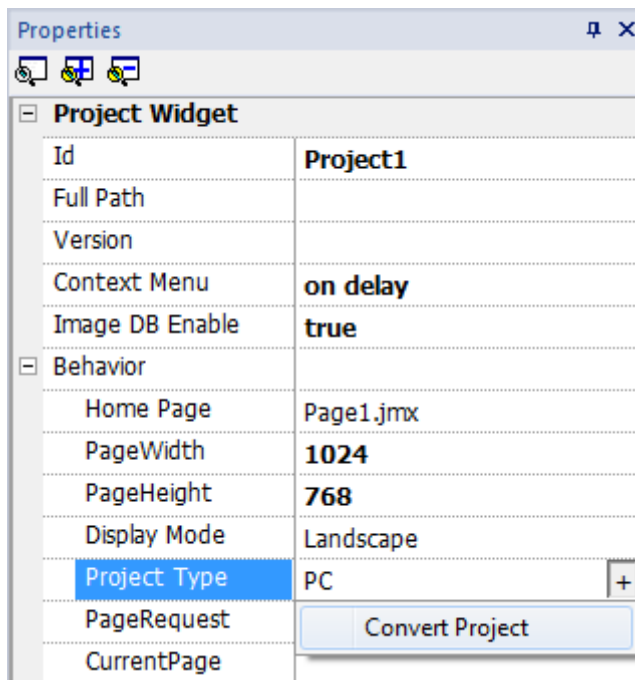 Properties
Project Widget
Id Project1
Full Path
Version
Context Menu on delay
Image DB Enable true
Behavior
Home Page Page1.jmx
PageWidth 1024
PageHeight 768
Display Mode Landscape
Project Type PC +
PageRequest Convert Project
CurrentPage